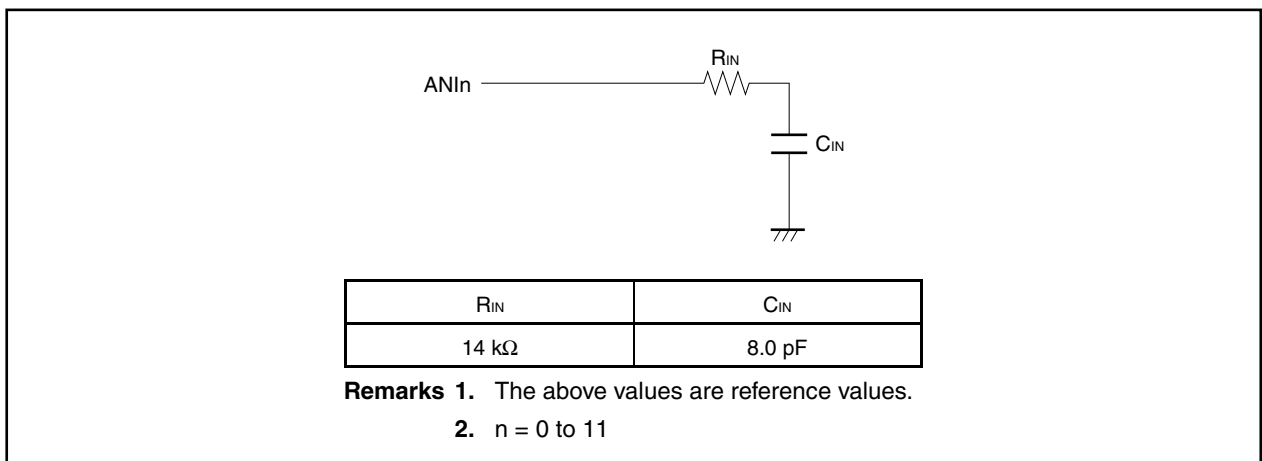 RIN
ANIn
CIN
RIN CIN
14 kΩ 8.0 pF
Remarks 1. The above values are reference values.
2. n = 0 to 11